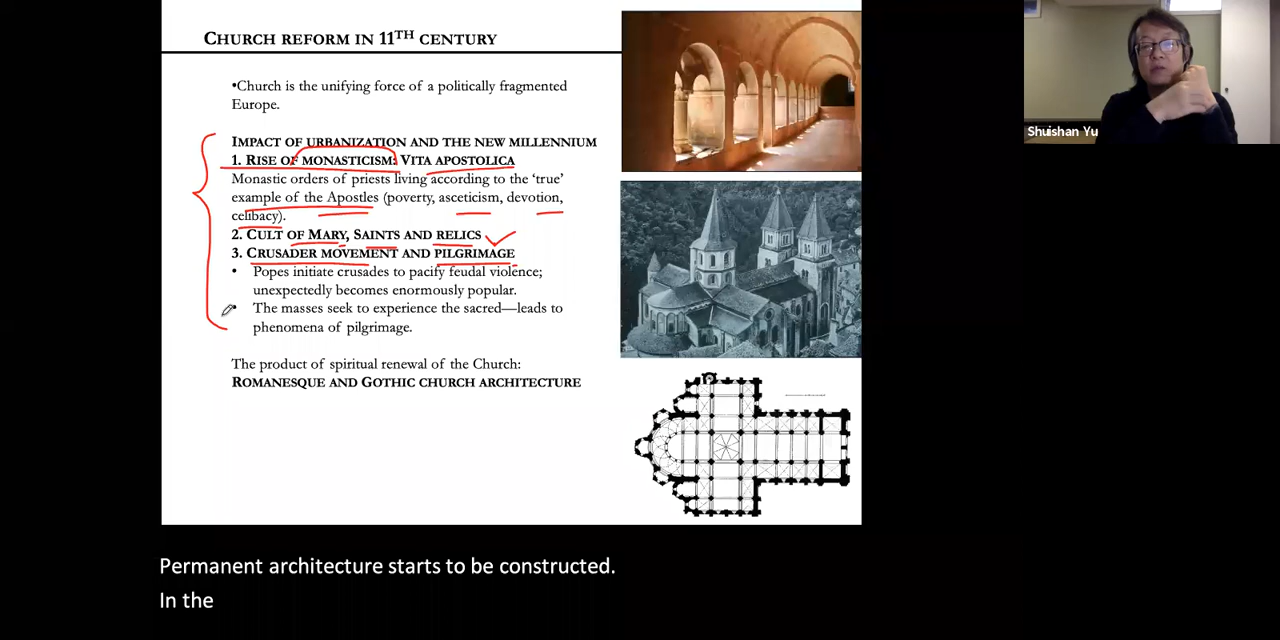 CHURCH REFORM IN 11TH CENTURY
•Church is the unifying force of a politically fragmented
Europe.
IMPACT OF URBANIZATION AND THE NEW MILLENNIUM
1. RISE OF MONASTICISM: VITA APOSTOLICA
Monastic orders of priests living according to the ‘true’
example of the Apostles (poverty, asceticism, devotion,
celibacy).
2. CULT OF MARY, SAINTS AND RELICS
3. CRUSADER MOVEMENT AND PILGRIMAGE
• Popes initiate crusades to pacify feudal violence;
unexpectedly becomes enormously popular.
• The masses seek to experience the sacred—leads to
phenomena of pilgrimage.
The product of spiritual renewal of the Church:
ROMANESQUE AND GOTHIC CHURCH ARCHITECTURE
Shuishan Yu
Permanent architecture starts to be constructed.
In the